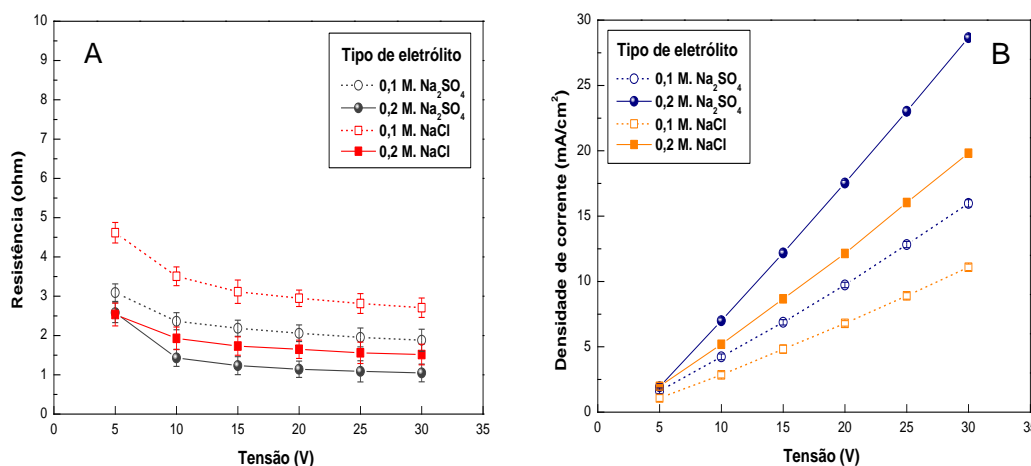 A
Tipo de eletrólito
0,1 M. Na₂SO₄
0,2 M. Na₂SO₄
0,1 M. NaCl
0,2 M. NaCl
Resistência (ohm)
10
9
8
7
6
5
4
3
2
1
0
0 5 10 15 20 25 30 35
Tensão (V)
B
Tipo de eletrólito
0,1 M. Na₂SO₄
0,2 M. Na₂SO₄
0,1 M. NaCl
0,2 M. NaCl
Densidade de corrente (mA/cm²)
30
25
20
15
10
5
0
0 5 10 15 20 25 30 35
Tensão (V)